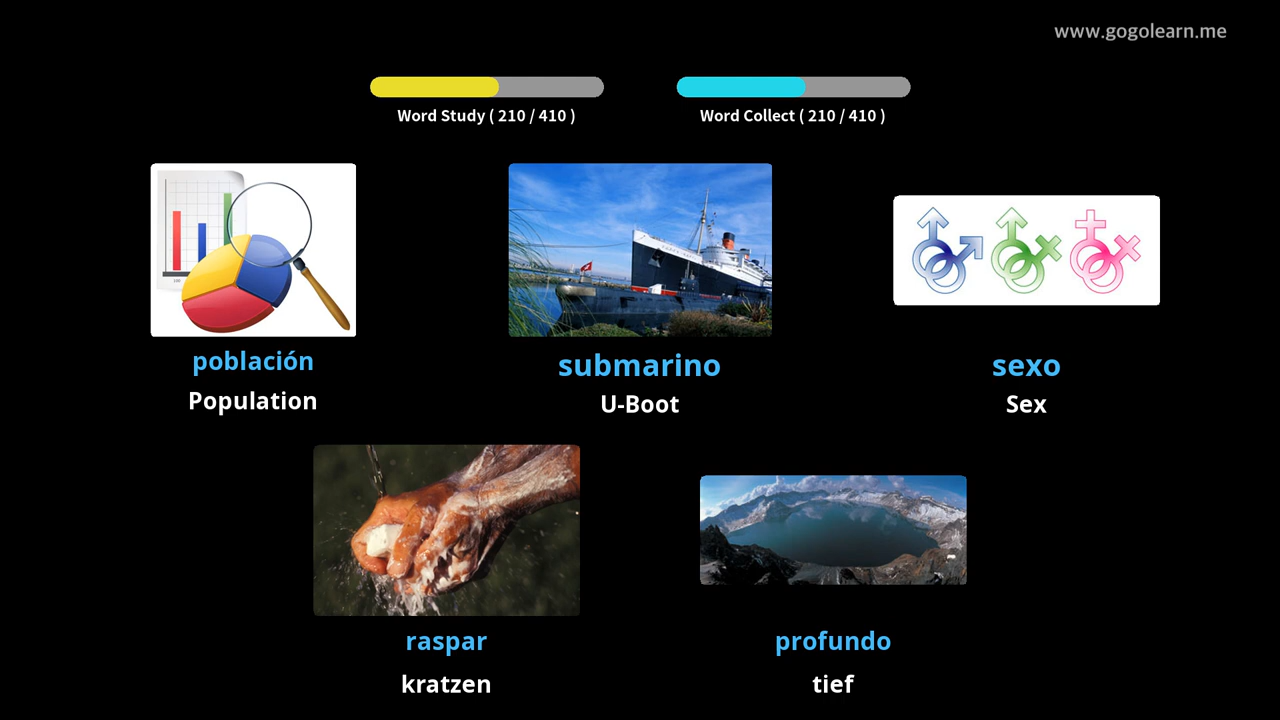 www.gogolearn.me
Word Study ( 210 / 410 )
Word Collect ( 210 / 410 )
población
Population
submarino
U-Boot
sexo
Sex
raspar
kratzen
profundo
tief